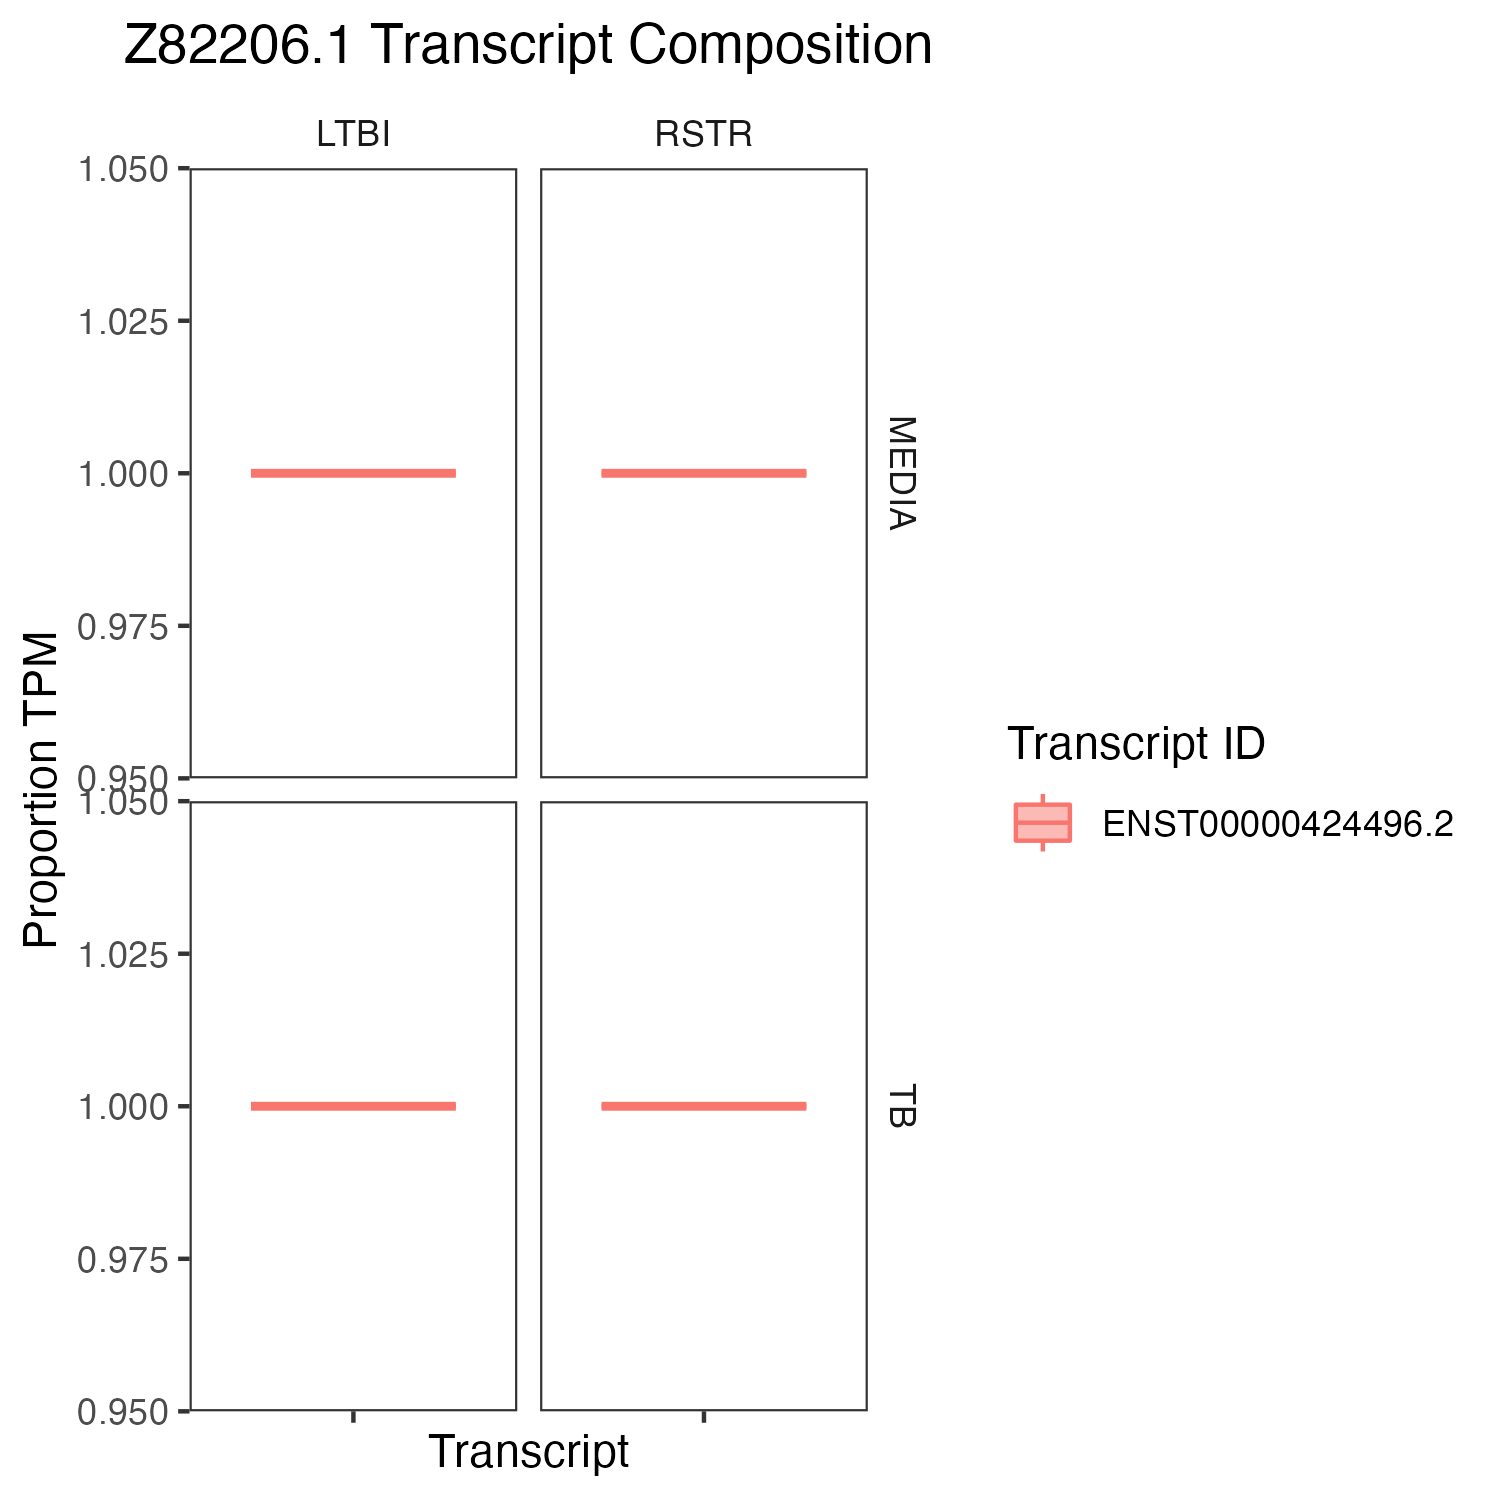 Z82206.1 Transcript Composition
LTBI
RSTR
1.050
1.025
1.000
0.975
0.950
MEDIA
1.050
1.025
1.000
0.975
0.950
TB
Proportion TPM
Transcript
Transcript ID
ENST00000424496.2